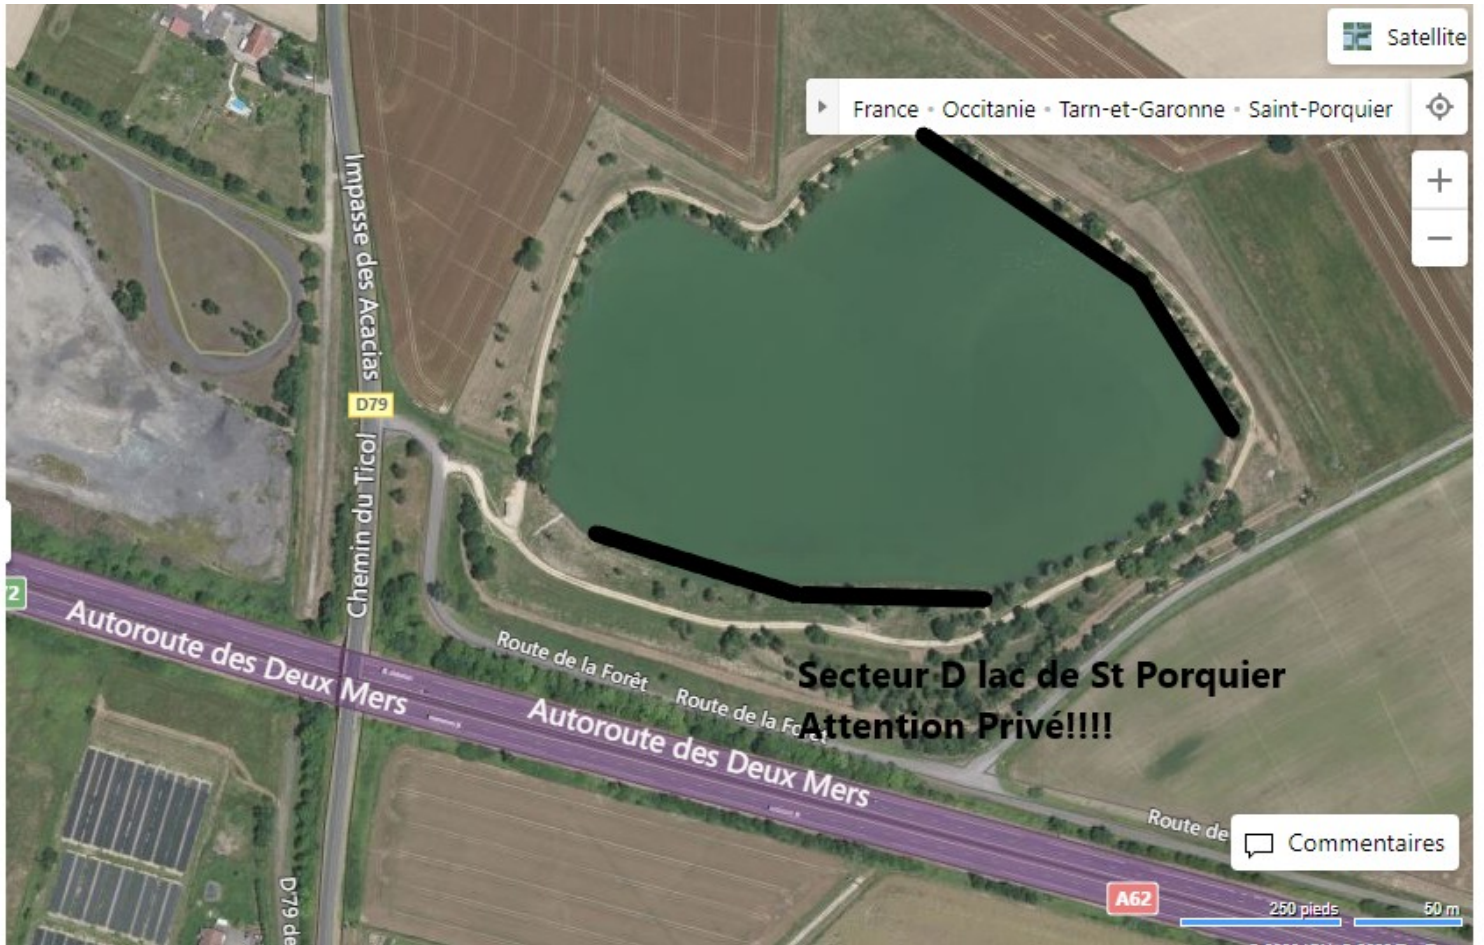 Satellite
France • Occitanie • Tarn-et-Garonne • Saint-Porquier
Impasse des Acacias
D79
Chemin du Ticol
Autoroute des Deux Mers
Route de la Forêt
Route de la Forêt
Autoroute des Deux Mers
Secteur D lac de St Porquier
Attention Privé!!!!
Route de
Commentaires
D79 de
A62
250 pieds
50 m